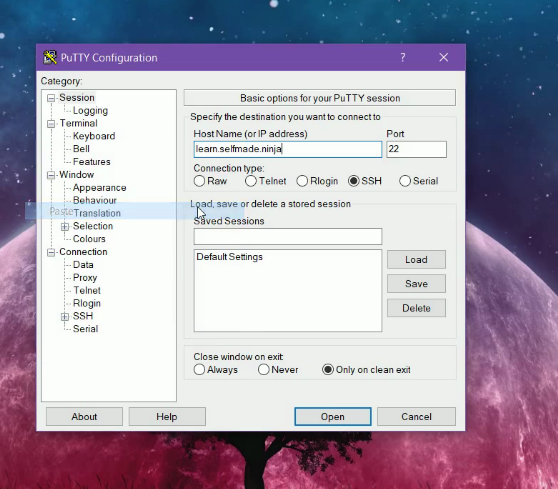 PuTTY Configuration ? ×
Category:
Session
Logging
Terminal
Keyboard
Bell
Features
Window
Appearance
Behaviour
Translation
Selection
Colours
Connection
Data
Proxy
Telnet
Rlogin
SSH
Serial
Paste
Basic options for your PuTTY session
Specify the destination you want to connect to
Host Name (or IP address) Port
learn.selfmade.ninja 22
Connection type:
Raw Telnet Rlogin SSH Serial
Load, save or delete a stored session
Saved Sessions
Default Settings
Load
Save
Delete
Close window on exit:
Always Never Only on clean exit
About Help Open Cancel